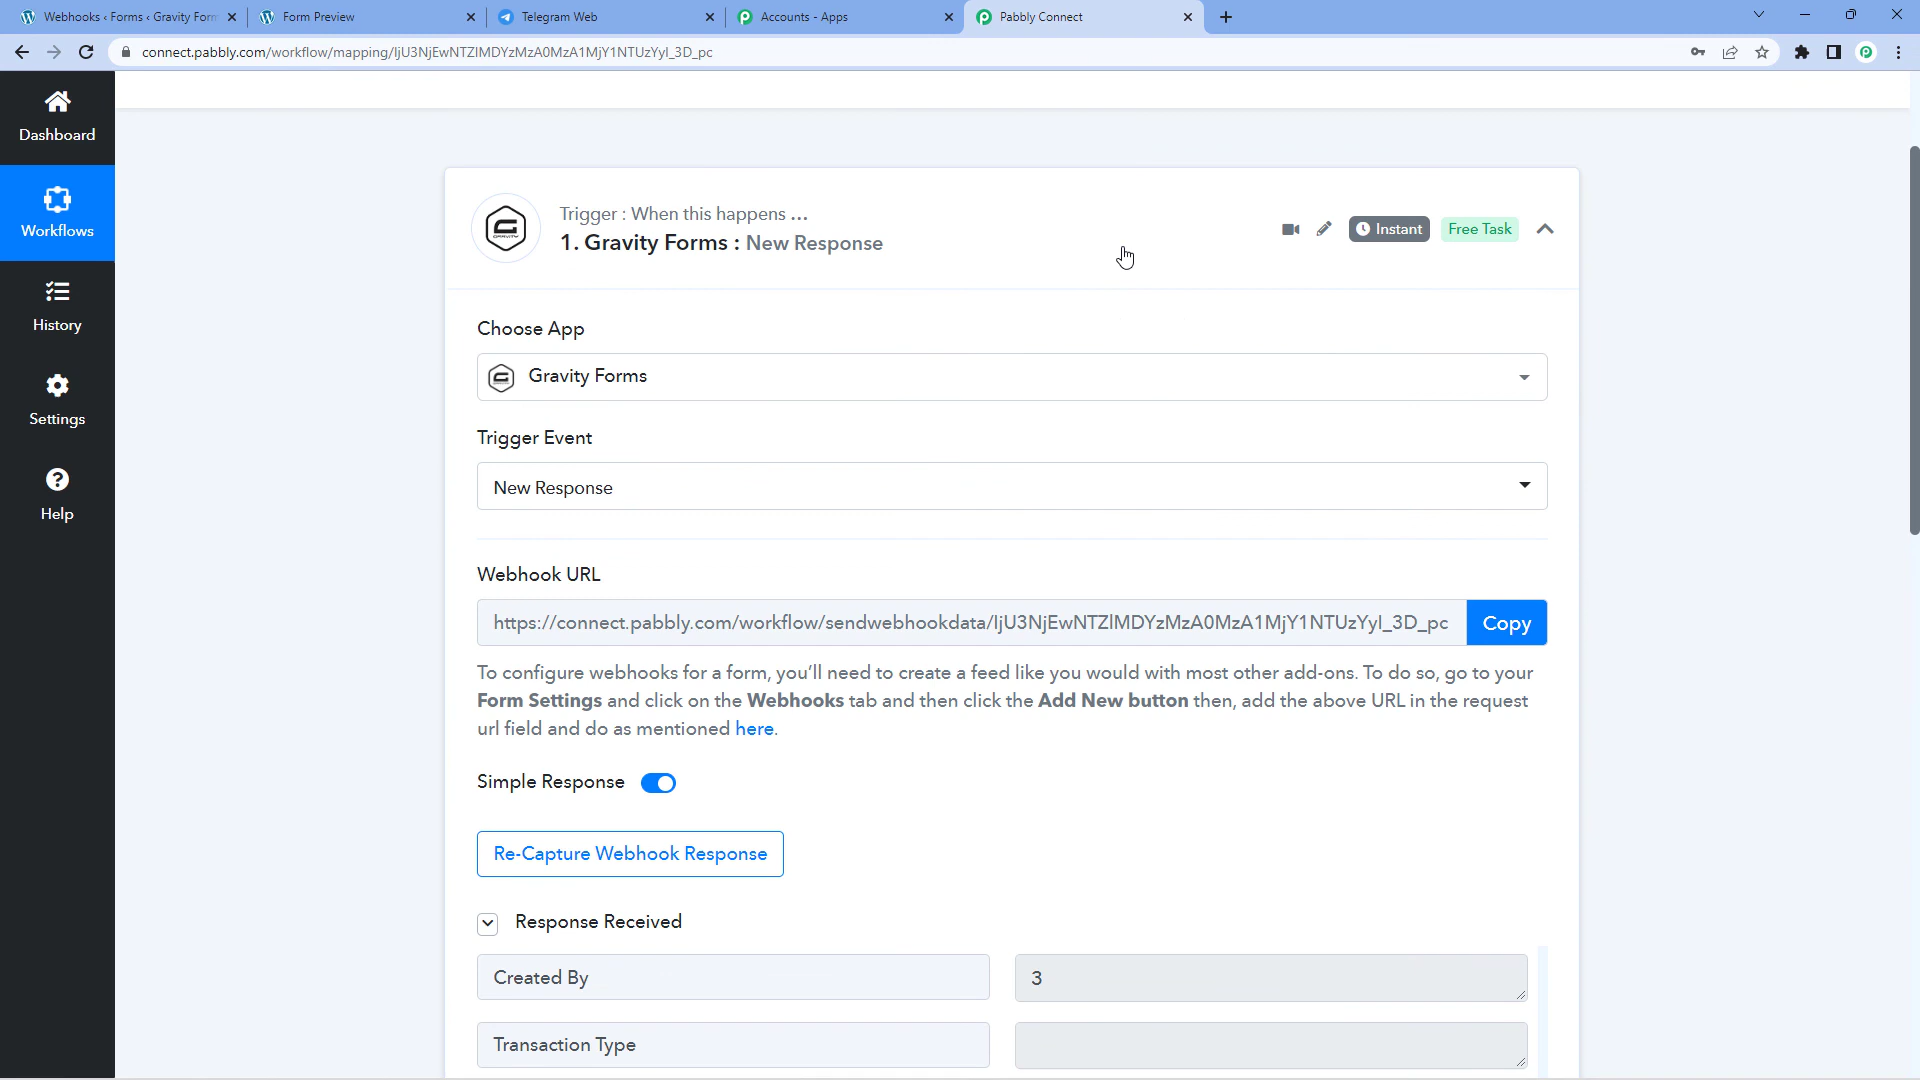 Webhooks ‹ Forms ‹ Gravity Form
Form Preview
Telegram Web
Accounts - Apps
Pabbly Connect
connect.pabbly.com/workflow/mapping/IjU3NjEwNTZlMDYzMzA0MzA1MjY1NTUzYyI_3D_pc
Dashboard
Workflows
History
Settings
Help
Trigger : When this happens ...
1. Gravity Forms : New Response
Instant
Free Task
Choose App
Gravity Forms
Trigger Event
New Response
Webhook URL
https://connect.pabbly.com/workflow/sendwebhookdata/IjU3NjEwNTZlMDYzMzA0MzA1MjY1NTUzYyI_3D_pc
Copy
To configure webhooks for a form, you'll need to create a feed like you would with most other add-ons. To do so, go to your
Form Settings and click on the Webhooks tab and then click the Add New button then, add the above URL in the request
url field and do as mentioned here.
Simple Response
Re-Capture Webhook Response
Response Received
Created By
3
Transaction Type